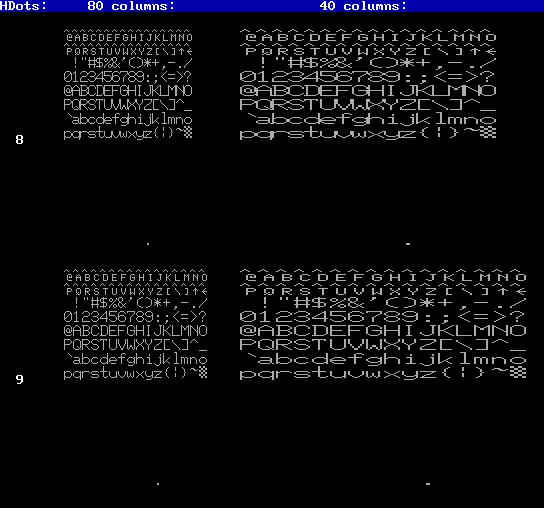 HDots: 80 columns: 40 columns:
^^^^^^^^^^^^^^^^ ^^^^^^^^^^^^^^^^
@ABCDEFGHIJKLMNO @ABCDEFGHIJKLMNO
^^^^^^^^^^^^^^^^ ^^^^^^^^^^^^^^^^
PQRSTUVWXYZ[\]↑← PQRSTUVWXYZ[\]↑←
!"#$%&'()*+,-./ !"#$%&'()*+,-./
0123456789:;<=>? 0123456789:;<=>?
@ABCDEFGHIJKLMNO @ABCDEFGHIJKLMNO
PQRSTUVWXYZ[\]^_ PQRSTUVWXYZ[\]^_
`abcdefghijklmno `abcdefghijklmno
pqrstuvwxyz{¦}~▒ pqrstuvwxyz{¦}~▒
8
^^^^^^^^^^^^^^^^ ^^^^^^^^^^^^^^^^
@ABCDEFGHIJKLMNO @ABCDEFGHIJKLMNO
^^^^^^^^^^^^^^^^ ^^^^^^^^^^^^^^^^
PQRSTUVWXYZ[\]↑← PQRSTUVWXYZ[\]↑←
!"#$%&'()*+,-./ !"#$%&'()*+,-./
0123456789:;<=>? 0123456789:;<=>?
@ABCDEFGHIJKLMNO @ABCDEFGHIJKLMNO
PQRSTUVWXYZ[\]^_ PQRSTUVWXYZ[\]^_
`abcdefghijklmno `abcdefghijklmno
pqrstuvwxyz{¦}~▒ pqrstuvwxyz{¦}~▒
9